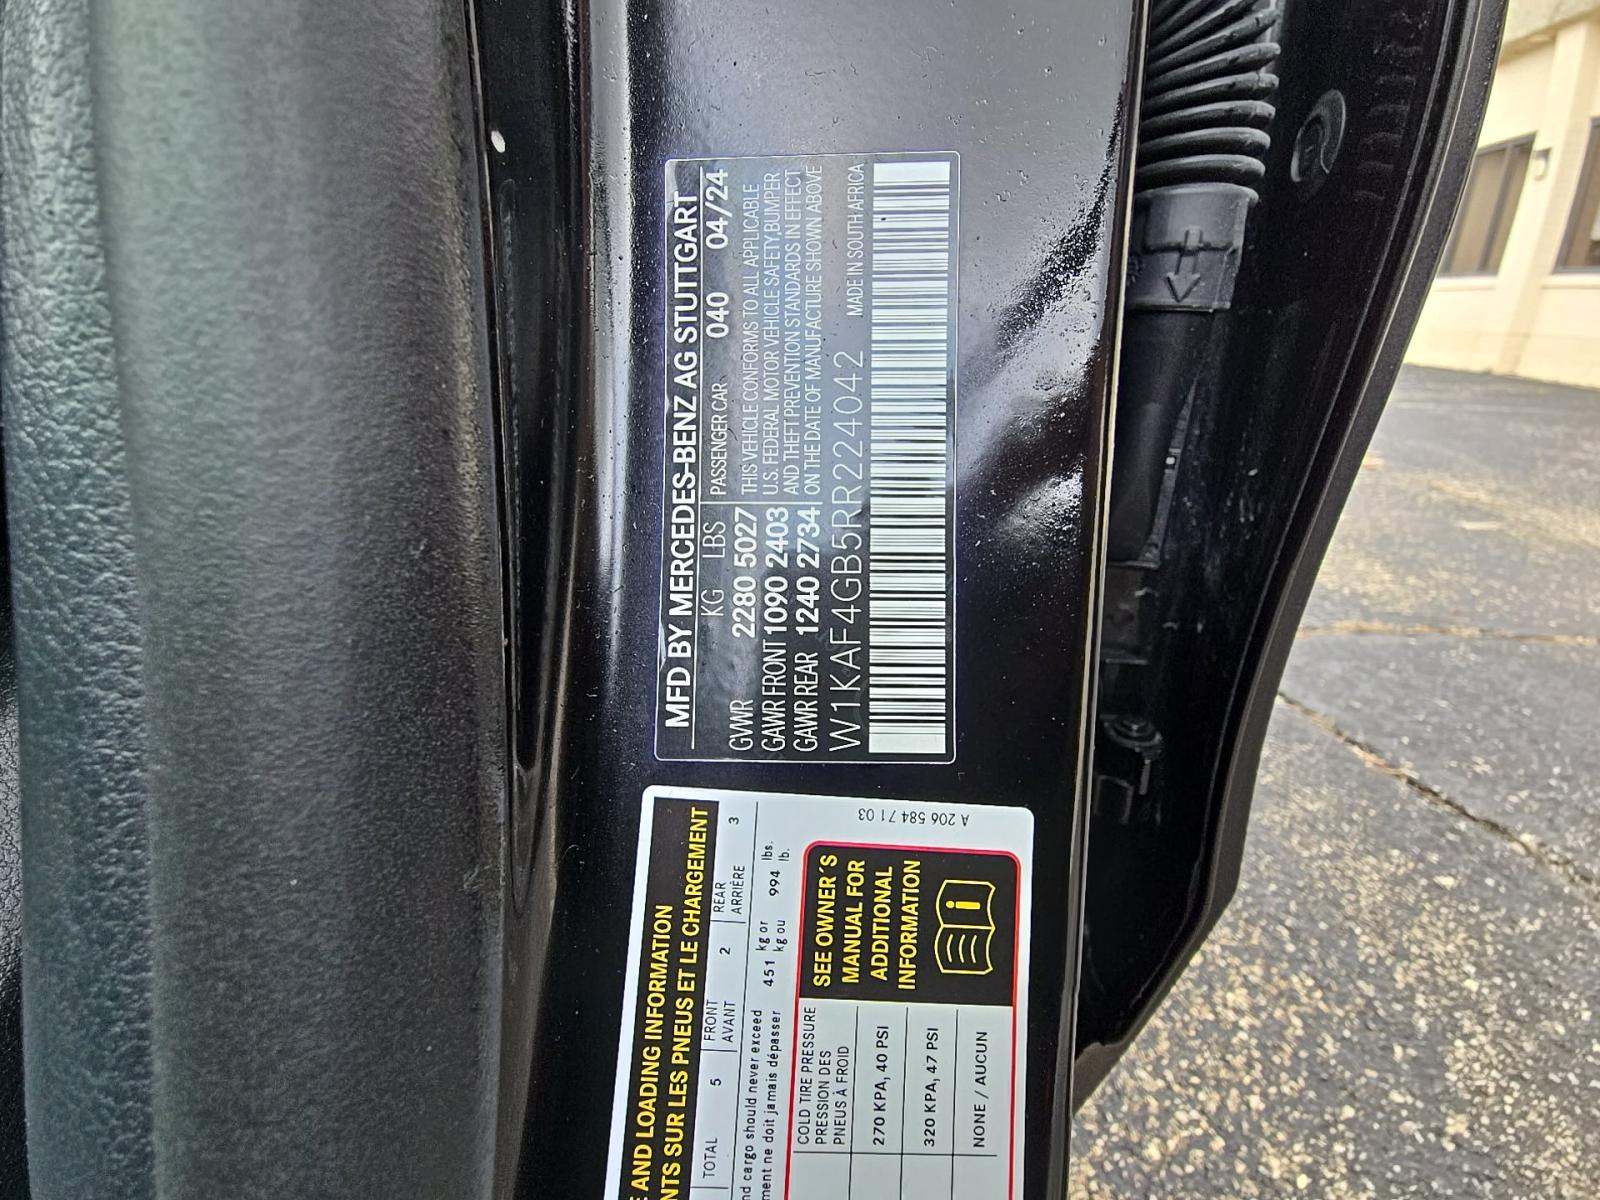 MFD BY MERCEDES-BENZ AG STUTTGART
KG LBS PASSENGER CAR 040 04/24
GVWR 2280 5027 THIS VEHICLE CONFORMS TO ALL APPLICABLE
GAWR FRONT 1090 2403 U.S. FEDERAL MOTOR VEHICLE SAFETY,BUMPER,
GAWR REAR 1240 2734 AND THEFT PREVENTION STANDARDS IN EFFECT
ON THE DATE OF MANUFACTURE SHOWN ABOVE
W1KAF4GB5RR224042 MADE IN SOUTH AFRICA
AND LOADING INFORMATION
SUR LES PNEUS ET LE CHARGEMENT
TOTAL 5 FRONT 2 REAR 3
AVANT ARRIÈRE
cargo should never exceed 451 kg or 994 lbs.
ne doit jamais dépasser kg ou lb.
COLD TIRE PRESSURE
PRESSION DES
PNEUS À FROID
270 KPA, 40 PSI
320 KPA, 47 PSI
NONE / AUCUN
SEE OWNER'S
MANUAL FOR
ADDITIONAL
INFORMATION
i
A 206 584 71 03